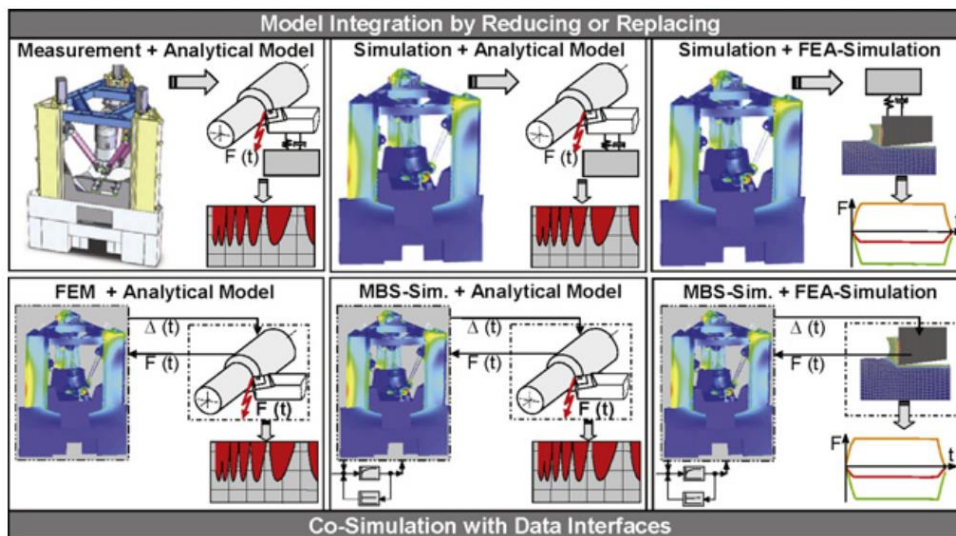 Model Integration by Reducing or Replacing
Measurement + Analytical Model
Simulation + Analytical Model
Simulation + FEA-Simulation
F (t)
F (t)
F
t
FEM + Analytical Model
MBS-Sim. + Analytical Model
MBS-Sim. + FEA-Simulation
Δ (t)
F (t)
F (t)
Δ (t)
F (t)
F (t)
Δ (t)
F (t)
F
t
Co-Simulation with Data Interfaces